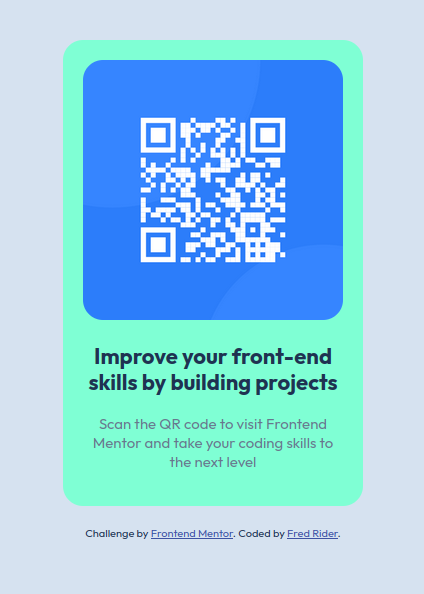 Improve your front-end
skills by building projects
Scan the QR code to visit Frontend
Mentor and take your coding skills to
the next level
Challenge by Frontend Mentor. Coded by Fred Rider.